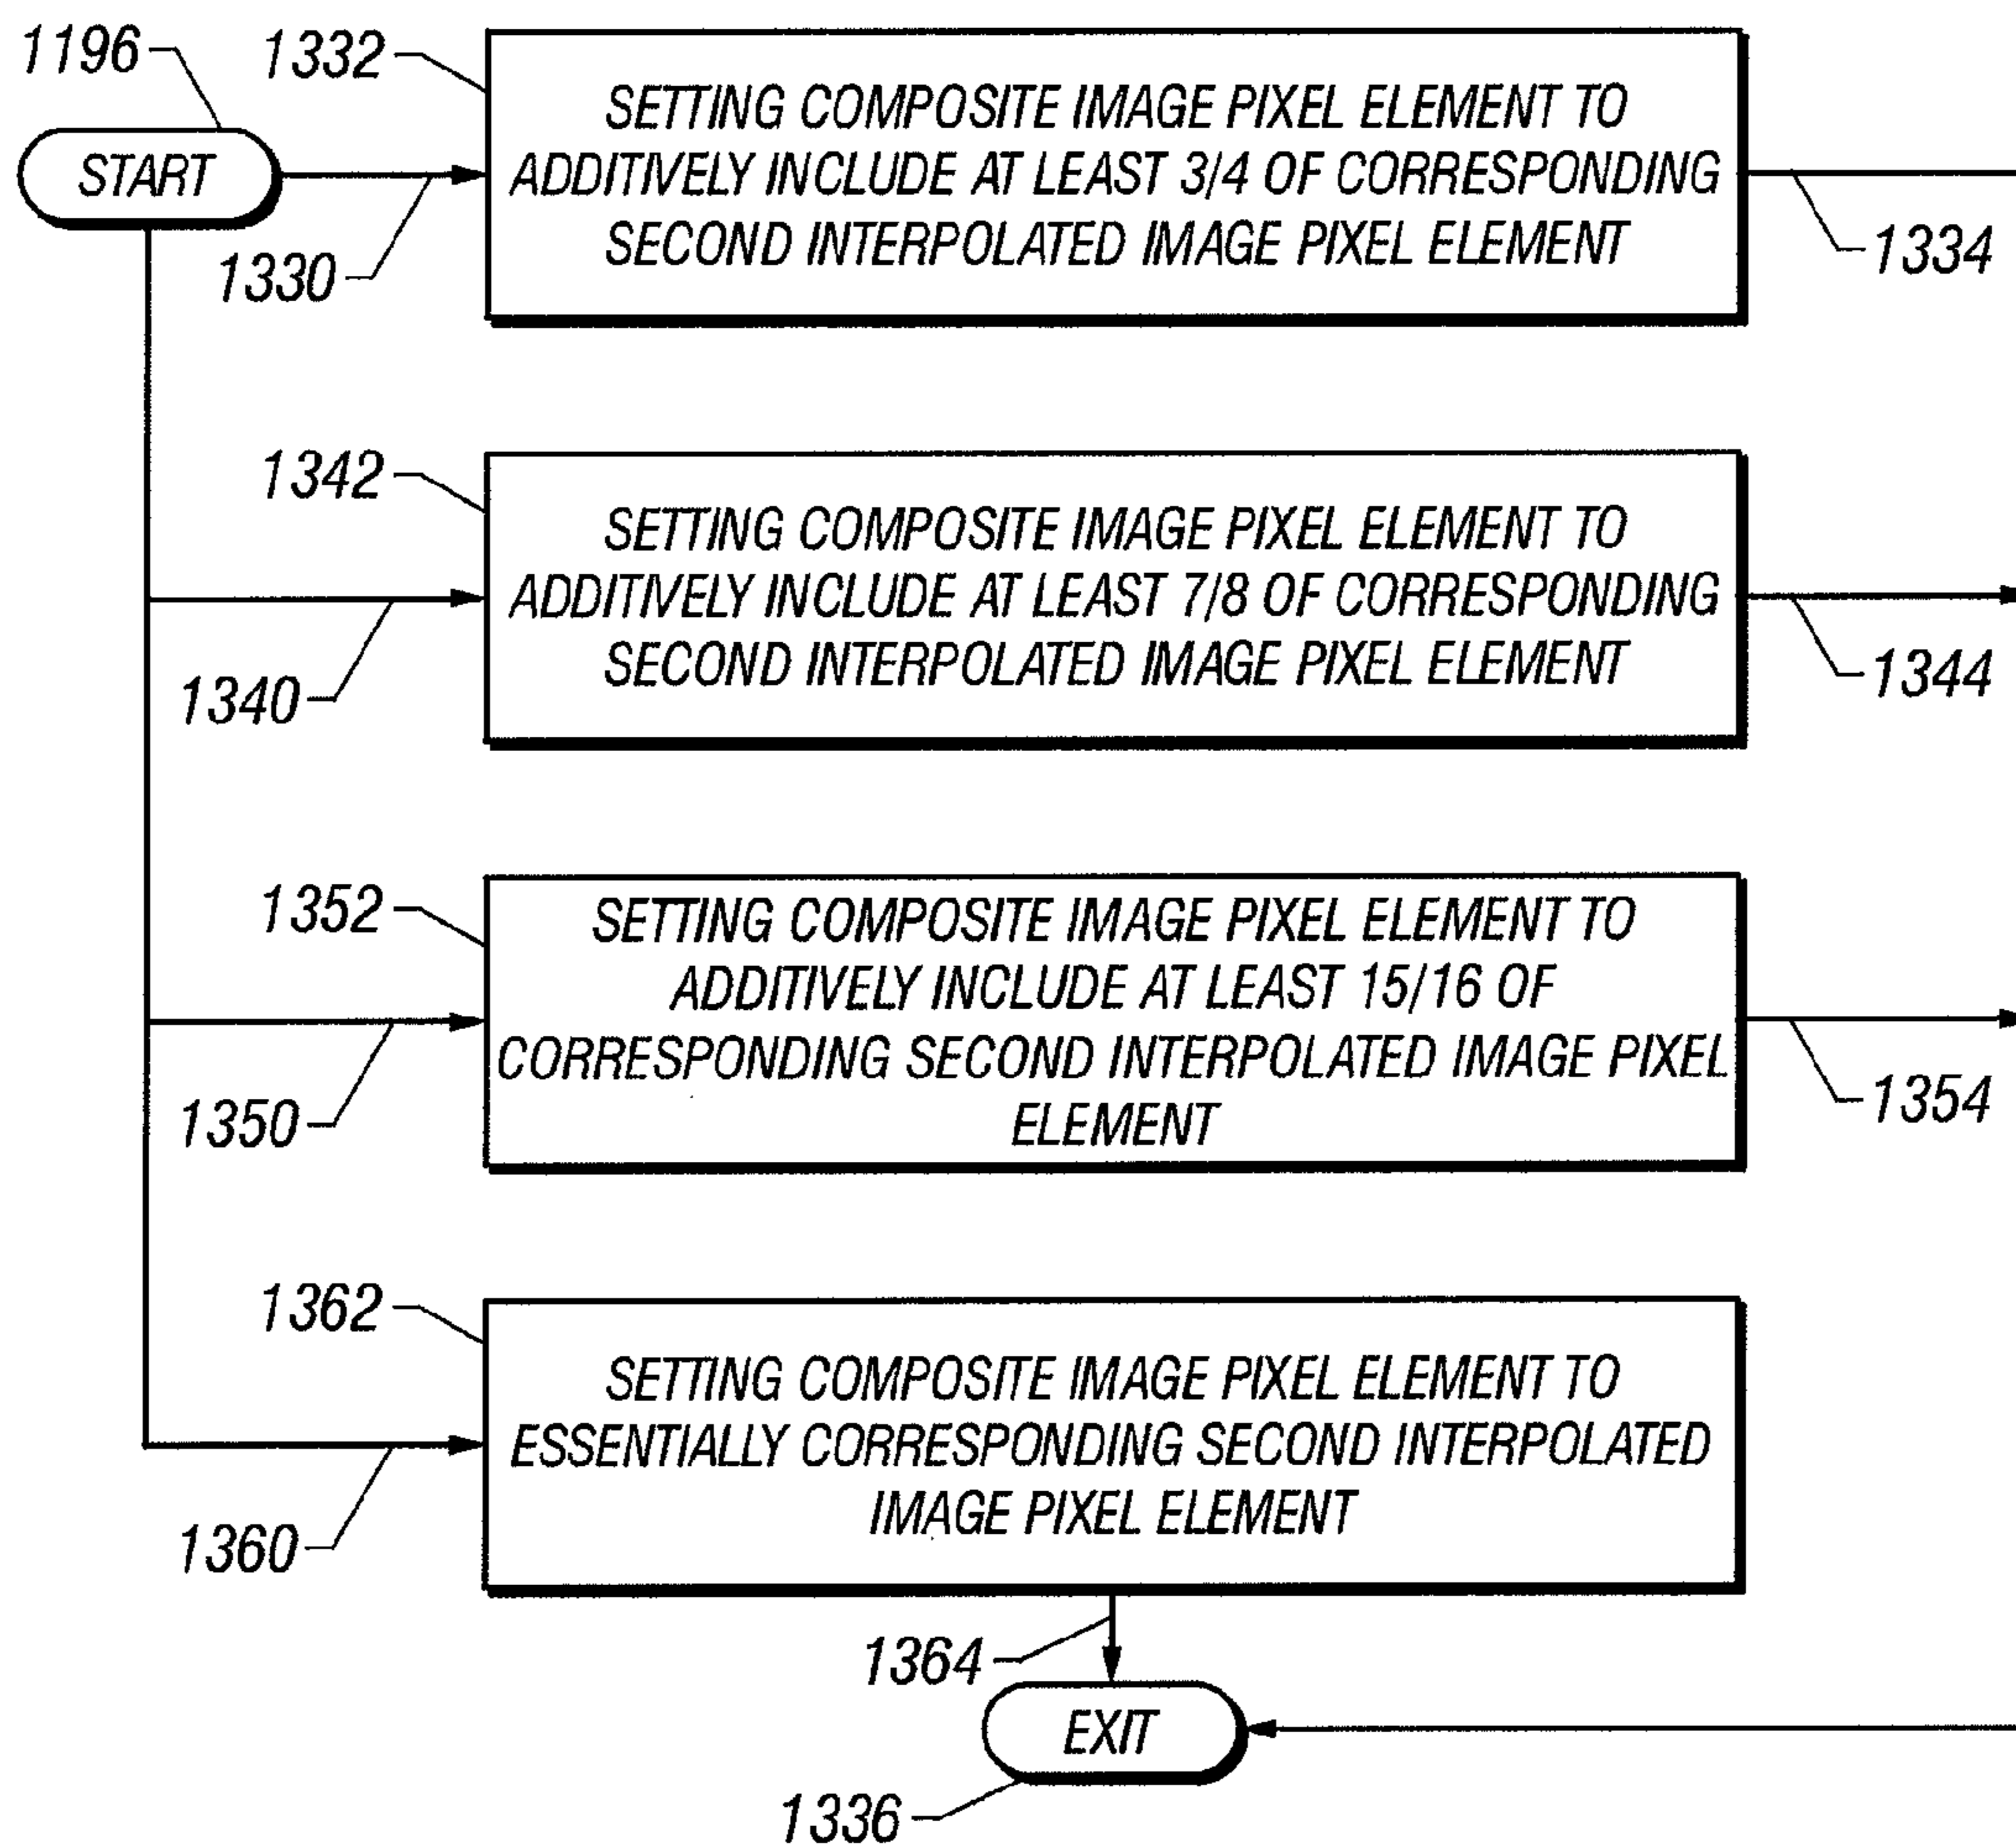 1196
1332
START
1330
SETTING COMPOSITE IMAGE PIXEL ELEMENT TO
ADDITIVELY INCLUDE AT LEAST 3/4 OF CORRESPONDING
SECOND INTERPOLATED IMAGE PIXEL ELEMENT
1334
1342
SETTING COMPOSITE IMAGE PIXEL ELEMENT TO
ADDITIVELY INCLUDE AT LEAST 7/8 OF CORRESPONDING
SECOND INTERPOLATED IMAGE PIXEL ELEMENT
1340
1344
1352
SETTING COMPOSITE IMAGE PIXEL ELEMENT TO
ADDITIVELY INCLUDE AT LEAST 15/16 OF
CORRESPONDING SECOND INTERPOLATED IMAGE PIXEL
ELEMENT
1350
1354
1362
SETTING COMPOSITE IMAGE PIXEL ELEMENT TO
ESSENTIALLY CORRESPONDING SECOND INTERPOLATED
IMAGE PIXEL ELEMENT
1360
1364
EXIT
1336